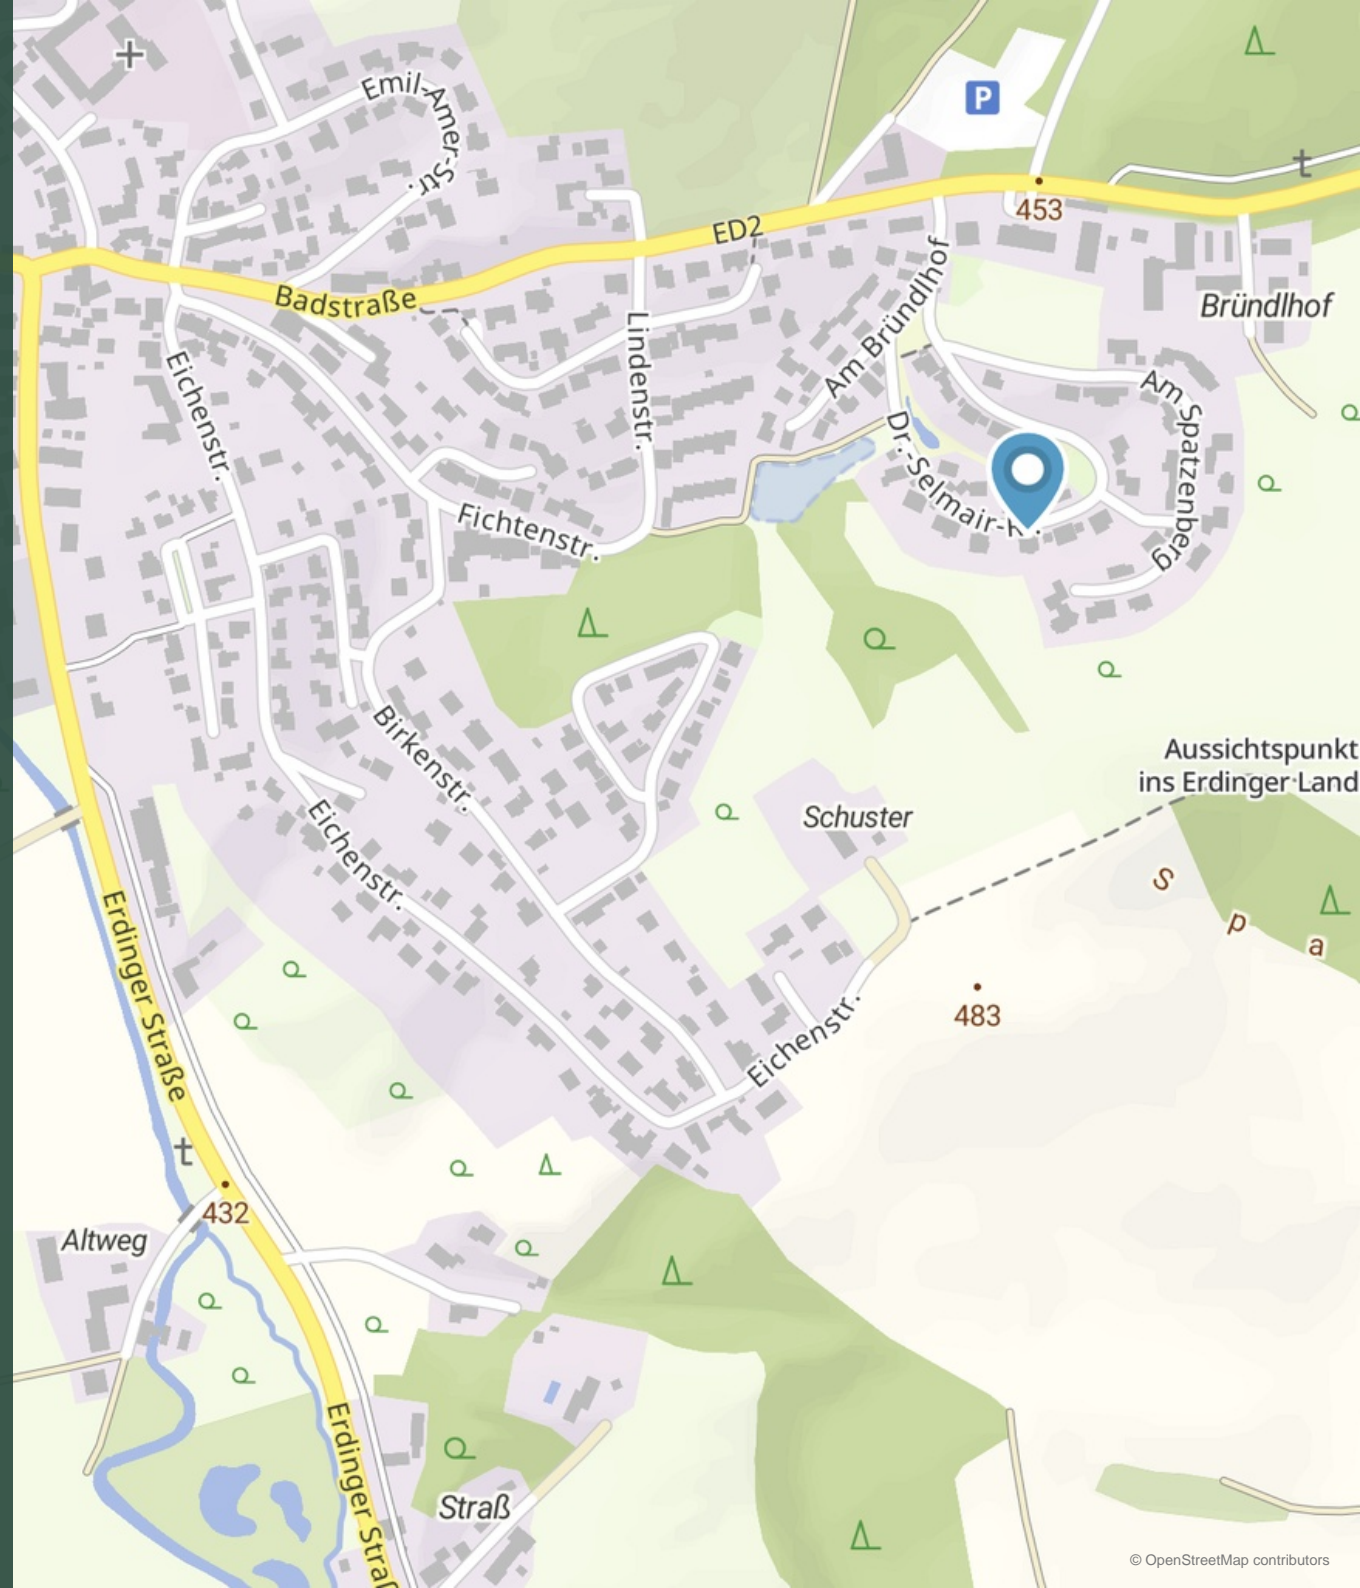 Emil-Amer-Str.
P
ED2
453
Badstraße
Bründlhof
Am Bründlhof
Lindenstr.
Eichenstr.
Am Spatzenberg
Dr.-Selmair-
Fichtenstr.
Birkenstr.
Aussichtspunkt
ins Erdinger Land
Schuster
Eichenstr.
S p a
Erdinger Straße
483
Eichenstr.
432
Altweg
Erdinger Straß
Straß
© OpenStreetMap contributors